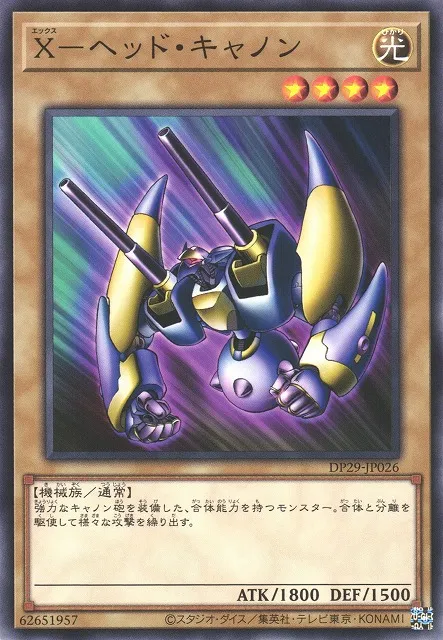 エックス
X－ヘッド・キャノン
ひかり
光
DP29-JP026
【機械族／通常】
強力なキャノン砲を装備した、合体能力を持つモンスター。合体と分離を
駆使して様々な攻撃を繰り出す。
ATK/1800 DEF/1500
62651957
©スタジオ・ダイス／集英社・テレビ東京・KONAMI